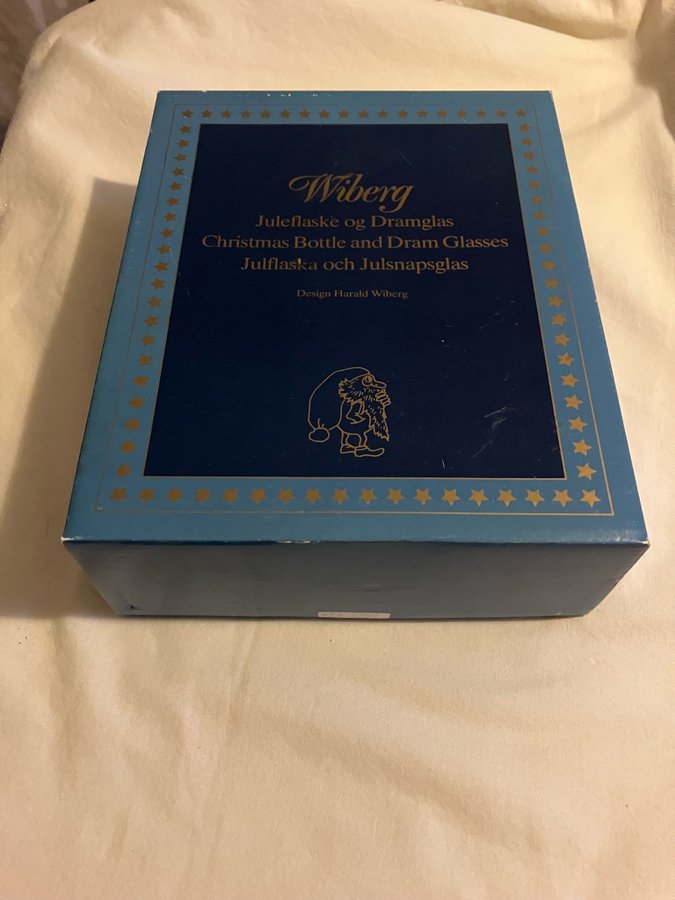 Wiberg
Juleflaske og Dramglas
Christmas Bottle and Dram Glasses
Julflaska och Julsnapsglas
Design Harald Wiberg